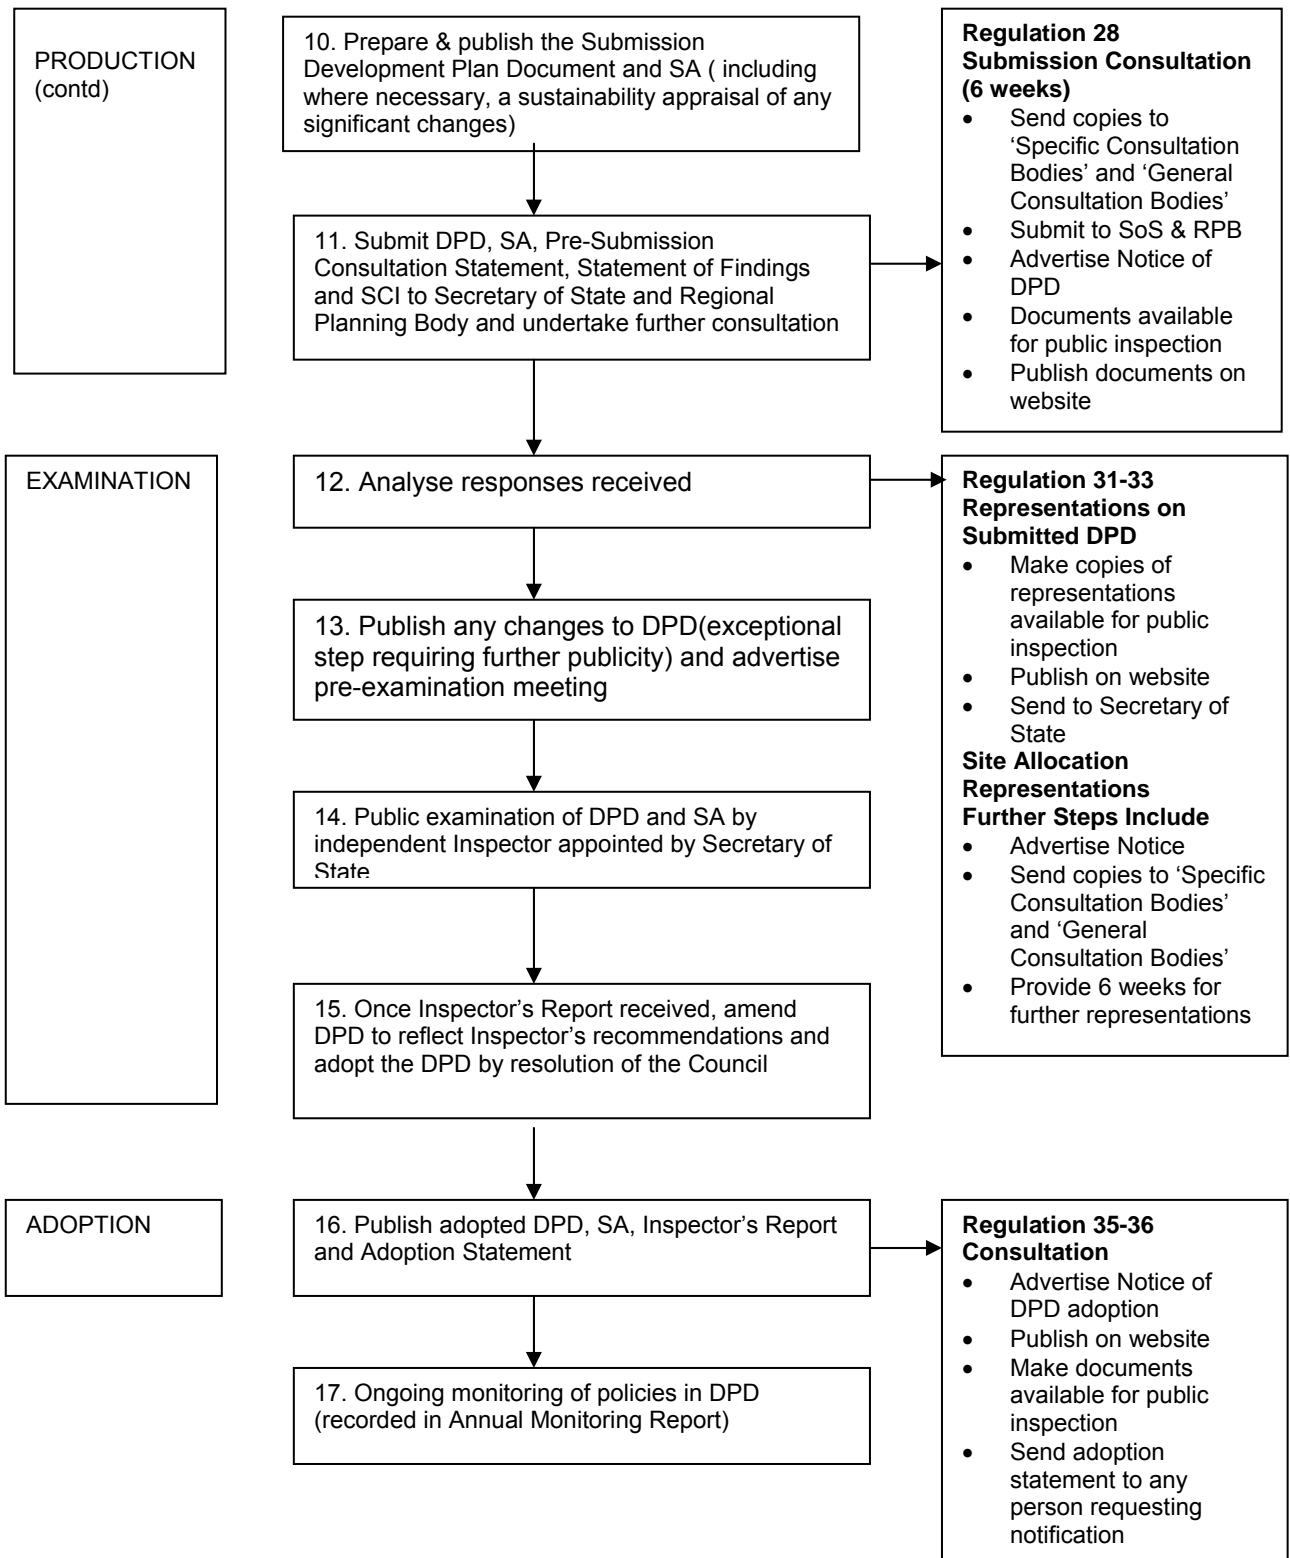 PRODUCTION
(contd)
10. Prepare & publish the Submission
Development Plan Document and SA ( including
where necessary, a sustainability appraisal of any
significant changes)
11. Submit DPD, SA, Pre-Submission
Consultation Statement, Statement of Findings
and SCI to Secretary of State and Regional
Planning Body and undertake further consultation
Regulation 28
Submission Consultation
(6 weeks)
• Send copies to
‘Specific Consultation
Bodies’ and ‘General
Consultation Bodies’
• Submit to SoS & RPB
• Advertise Notice of
DPD
• Documents available
for public inspection
• Publish documents on
website
EXAMINATION
12. Analyse responses received
13. Publish any changes to DPD(exceptional
step requiring further publicity) and advertise
pre-examination meeting
14. Public examination of DPD and SA by
independent Inspector appointed by Secretary of
State
15. Once Inspector’s Report received, amend
DPD to reflect Inspector’s recommendations and
adopt the DPD by resolution of the Council
Regulation 31-33
Representations on
Submitted DPD
• Make copies of
representations
available for public
inspection
• Publish on website
• Send to Secretary of
State
Site Allocation
Representations
Further Steps Include
• Advertise Notice
• Send copies to ‘Specific
Consultation Bodies’
and ‘General
Consultation Bodies’
• Provide 6 weeks for
further representations
ADOPTION
16. Publish adopted DPD, SA, Inspector’s Report
and Adoption Statement
17. Ongoing monitoring of policies in DPD
(recorded in Annual Monitoring Report)
Regulation 35-36
Consultation
• Advertise Notice of
DPD adoption
• Publish on website
• Make documents
available for public
inspection
• Send adoption
statement to any
person requesting
notification